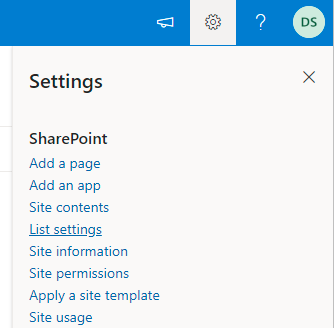 DS
Settings
SharePoint
Add a page
Add an app
Site contents
List settings
Site information
Site permissions
Apply a site template
Site usage